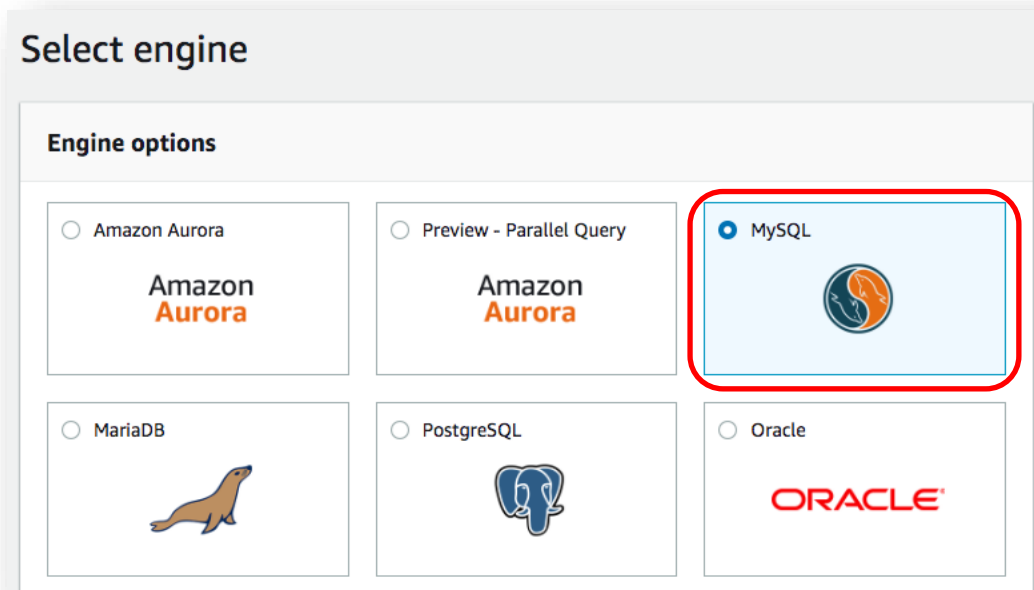 Select engine
Engine options
Amazon Aurora
Amazon
Aurora
Preview - Parallel Query
Amazon
Aurora
MySQL
MariaDB
PostgreSQL
Oracle
ORACLE®